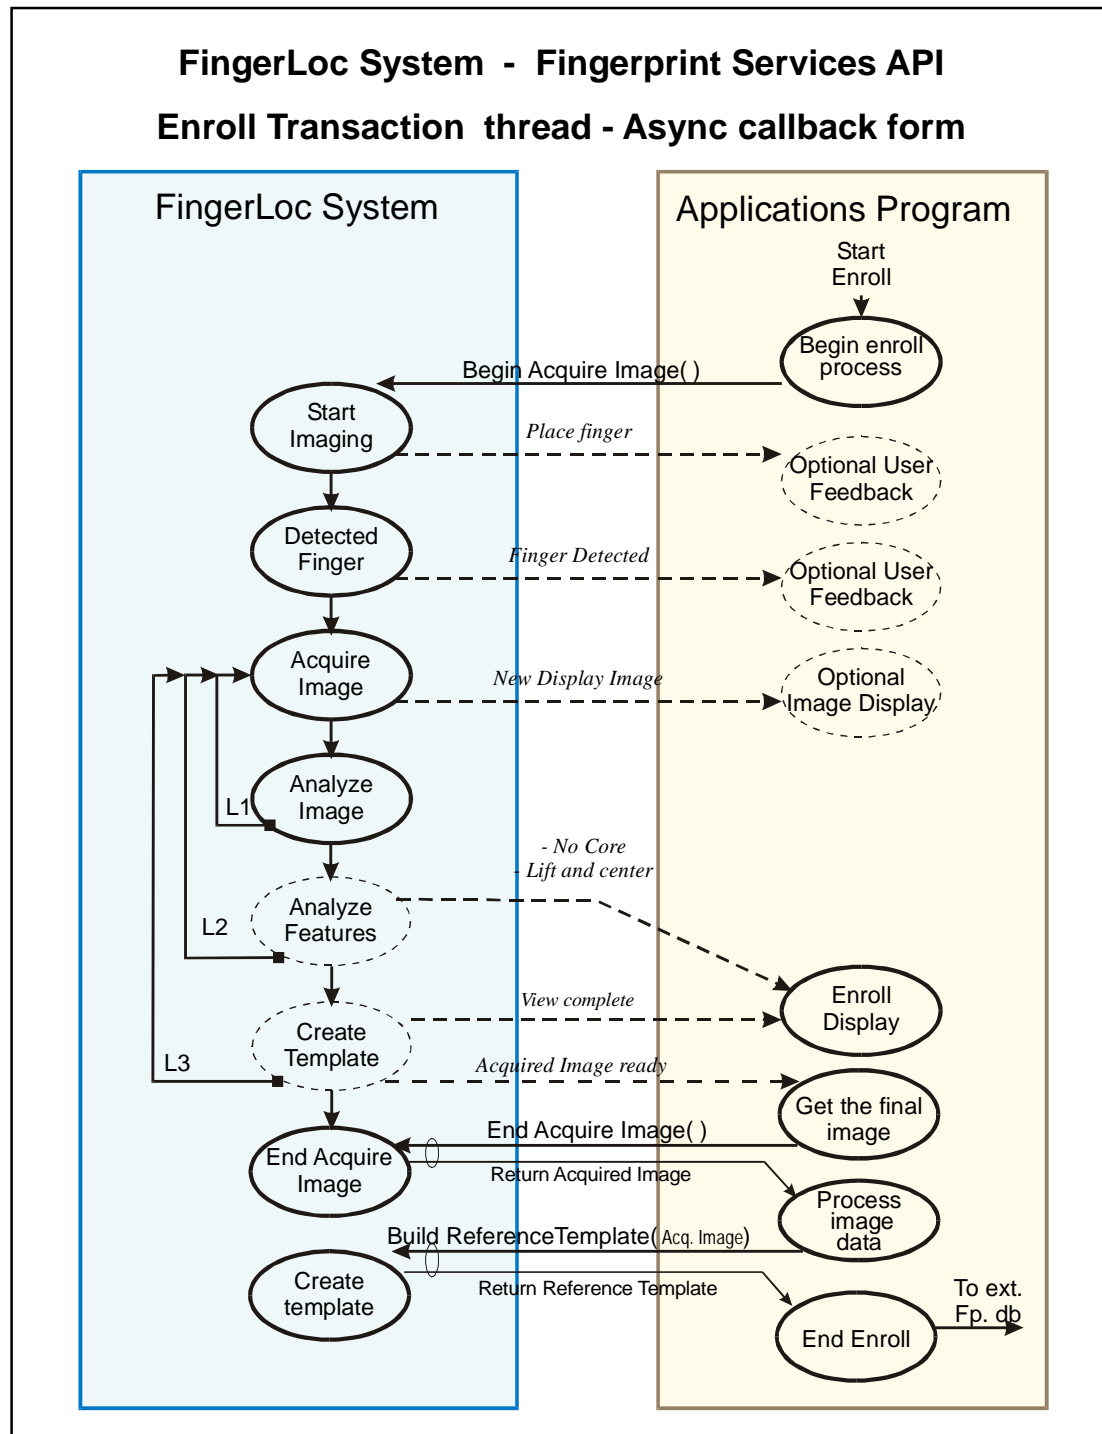 FingerLoc System - Fingerprint Services API
Enroll Transaction thread - Async callback form
FingerLoc System
Applications Program
Start
Enroll
Begin enroll
process
Begin Acquire Image( )
Start
Imaging
Place finger
Optional User
Feedback
Detected
Finger
Finger Detected
Optional User
Feedback
Acquire
Image
New Display Image
Optional
Image Display
Analyze
Image
L1
- No Core
- Lift and center
Analyze
Features
L2
Enroll
Display
View complete
Create
Template
L3
Acquired Image ready
Get the final
image
End Acquire Image( )
End Acquire
Image
Return Acquired Image
Process
image
data
Build ReferenceTemplate( Acq. Image)
Create
template
Return Reference Template
To ext.
Fp. db
End Enroll